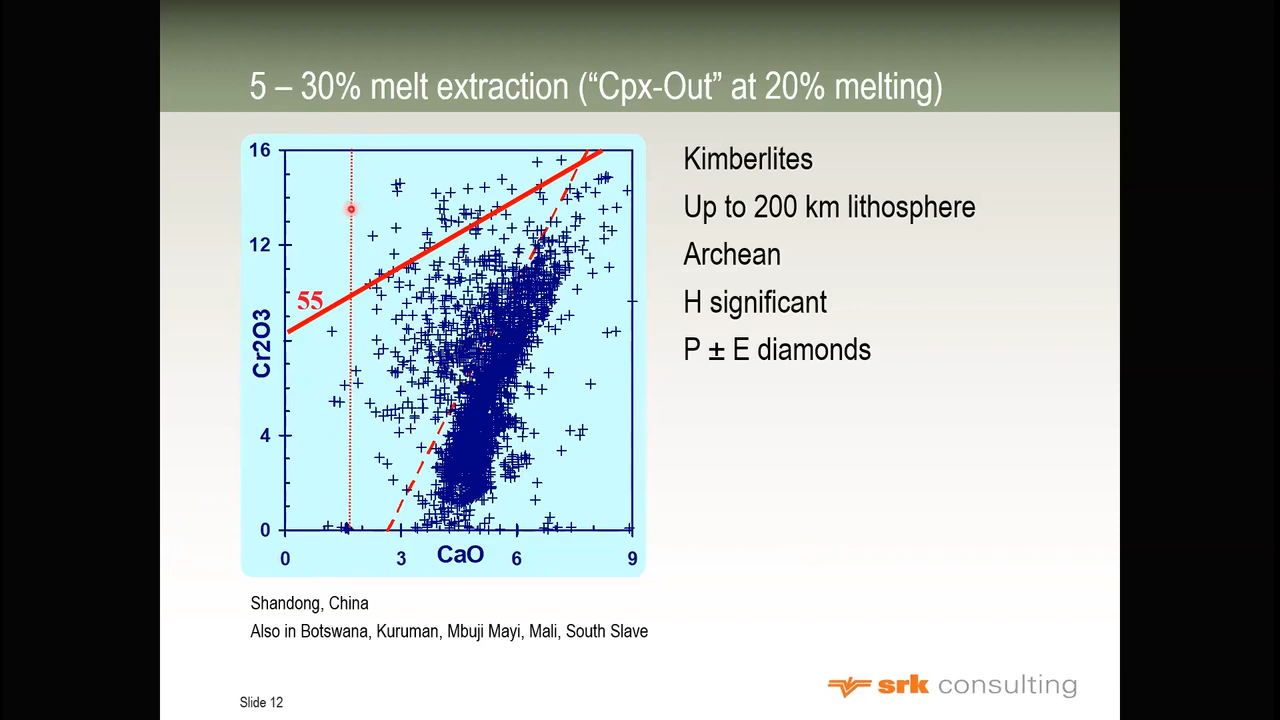 5 – 30% melt extraction (“Cpx-Out” at 20% melting)
16
12
4
0
55
Cr2O3
0
3
CaO
6
9
Kimberlites
Up to 200 km lithosphere
Archean
H significant
P ± E diamonds
Shandong, China
Also in Botswana, Kuruman, Mbuji Mayi, Mali, South Slave
Slide 12
srk consulting